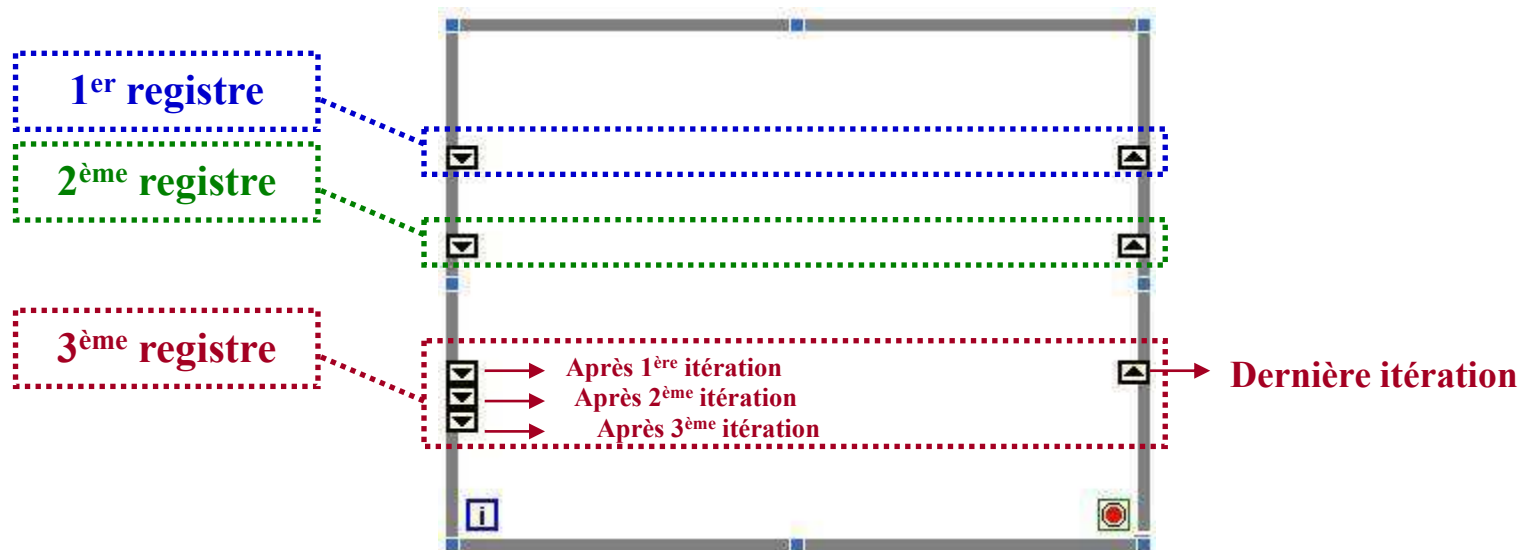 1er registre
2ème registre
3ème registre
Après 1ère itération
Après 2ème itération
Après 3ème itération
Dernière itération
i